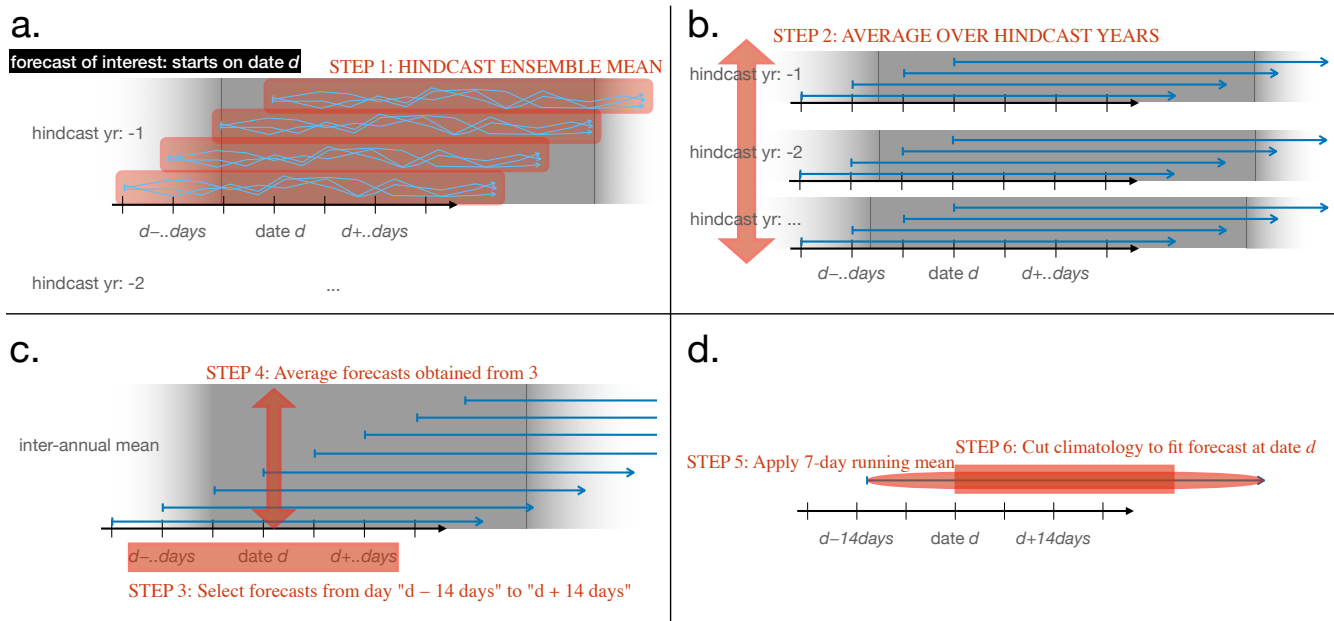 a.
forecast of interest: starts on date d
STEP 1: HINDCAST ENSEMBLE MEAN
hindcast yr: -1
d−..days
date d
d+..days
hindcast yr: -2
...
b.
STEP 2: AVERAGE OVER HINDCAST YEARS
hindcast yr: -1
hindcast yr: -2
hindcast yr: ...
d−..days
date d
d+..days
c.
STEP 4: Average forecasts obtained from 3
inter-annual mean
d−..days
date d
d+..days
STEP 3: Select forecasts from day "d − 14 days" to "d + 14 days"
d.
STEP 6: Cut climatology to fit forecast at date d
STEP 5: Apply 7-day running mean
d−14days
date d
d+14days